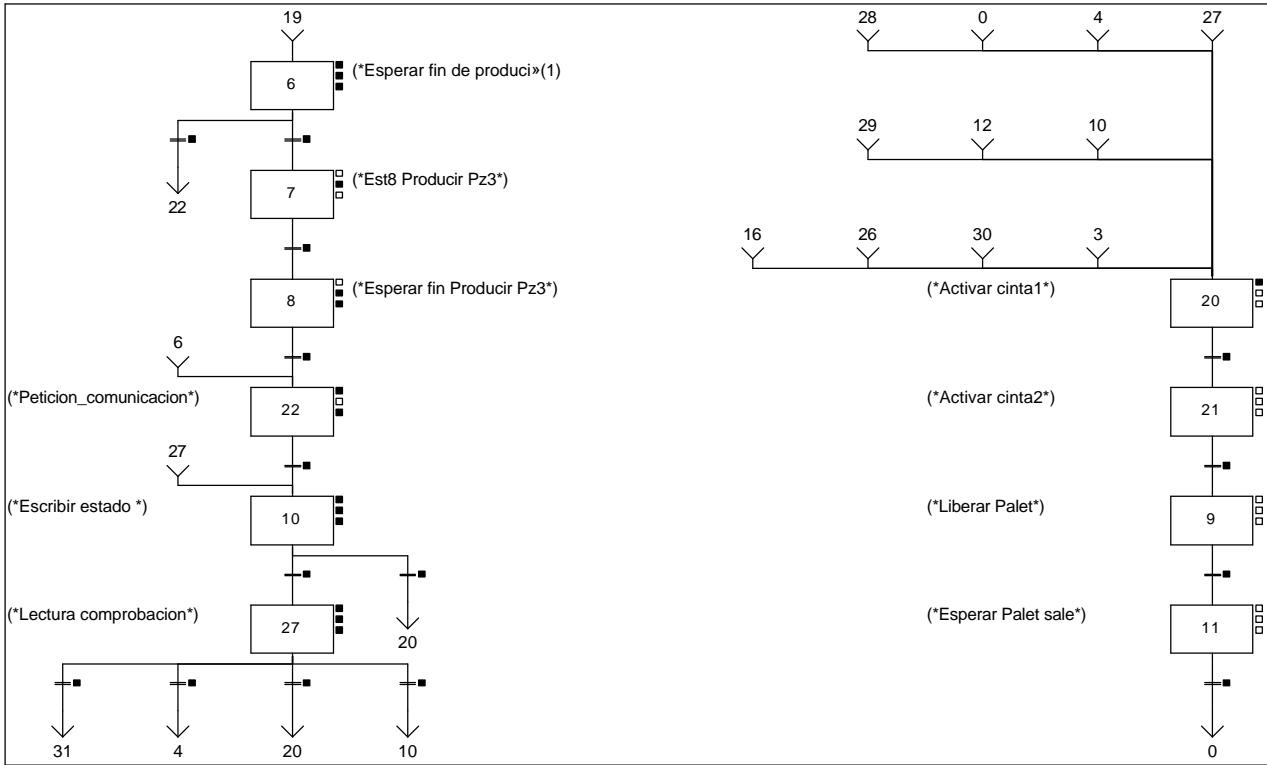 19
28 0 4 27
6 (*Esperar fin de produci»(1)
29 12 10
22
7 (*Est8 Producir Pz3*)
16 26 30 3
8 (*Esperar fin Producir Pz3*)
(*Activar cinta1*) 20
6
(*Peticion_comunicacion*) 22
(*Activar cinta2*) 21
27
(*Escribir estado *) 10
(*Liberar Palet*) 9
(*Lectura comprobacion*) 27
20
(*Esperar Palet sale*) 11
31 4 20 10
0